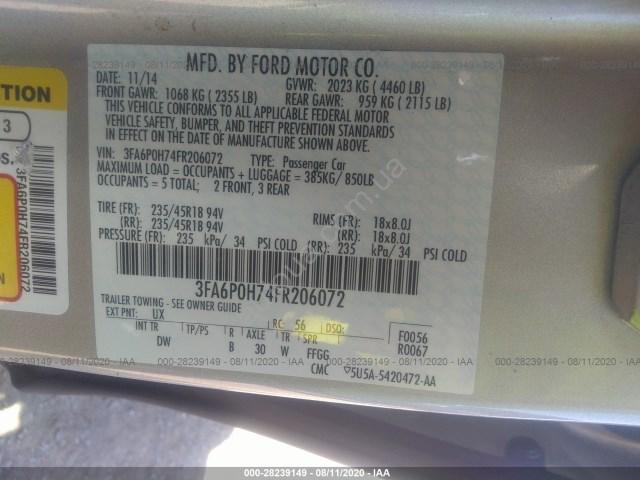 000-28239149 - 08/11/2020 - IAA
MFD. BY FORD MOTOR CO.
DATE: 11/14
GVWR: 2023 KG ( 4460 LB)
FRONT GAWR: 1068 KG ( 2355 LB)
REAR GAWR: 959 KG ( 2115 LB)
THIS VEHICLE CONFORMS TO ALL APPLICABLE FEDERAL MOTOR
VEHICLE SAFETY, BUMPER, AND THEFT PREVENTION STANDARDS
IN EFFECT ON THE DATE OF MANUFACTURE SHOWN ABOVE.
VIN: 3FA6P0H74FR206072
TYPE: Passenger Car
MAXIMUM LOAD = OCCUPANTS + LUGGAGE = 385KG/ 850LB
OCCUPANTS = 5 TOTAL; 2 FRONT, 3 REAR
TIRE (FR): 235/45R18 94V
RIMS (FR): 18x8.0J
(RR): 235/45R18 94V
(RR): 18x8.0J
PRESSURE (FR): 235 kPa/ 34 PSI COLD
(RR): 235 kPa/ 34 PSI COLD
3FA6P0H74FR206072
TRAILER TOWING - SEE OWNER GUIDE
EXT PNT: UX RC: 56 DSO: F0056
INT TR TP/PS R AXLE TR SPR R0067
DW B 30 W FFGG
CMC ▽5U5A-5420472-AA
000-28239149 - 08/11/2020 - IAA
000-28239149 - 08/11/2020 - IAA
000-28239149 - 08/11/2020 - IAA
TION
3
3FA6P0H74FR206072
000-28239149 - 08/11/2020 - IAA